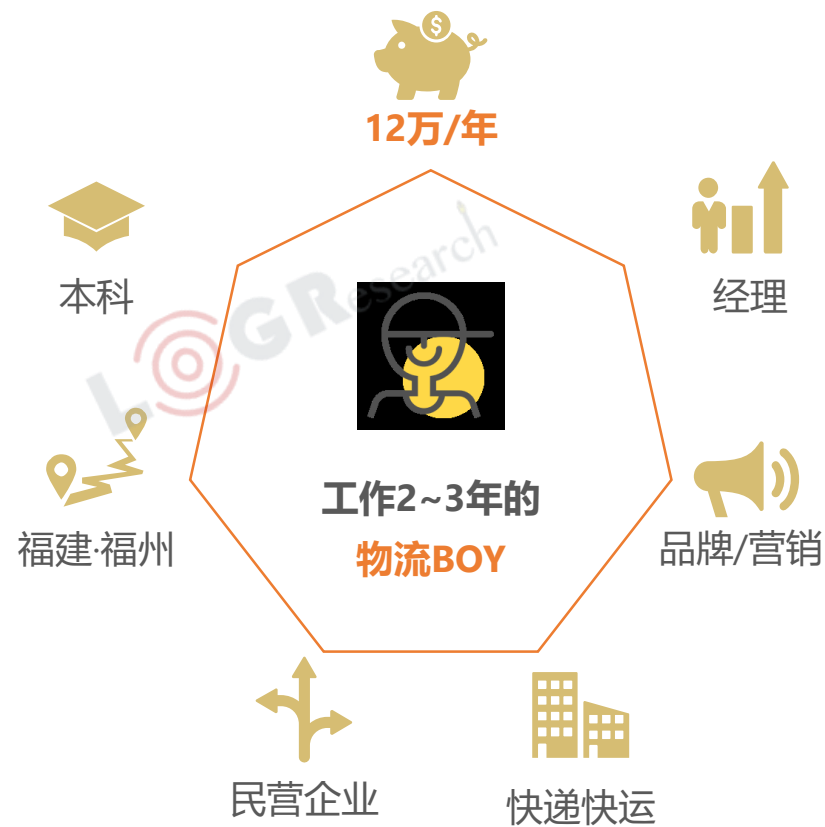 12万/年
本科
经理
LOGResearch
工作2~3年的
物流BOY
福建·福州
品牌/营销
民营企业
快递快运